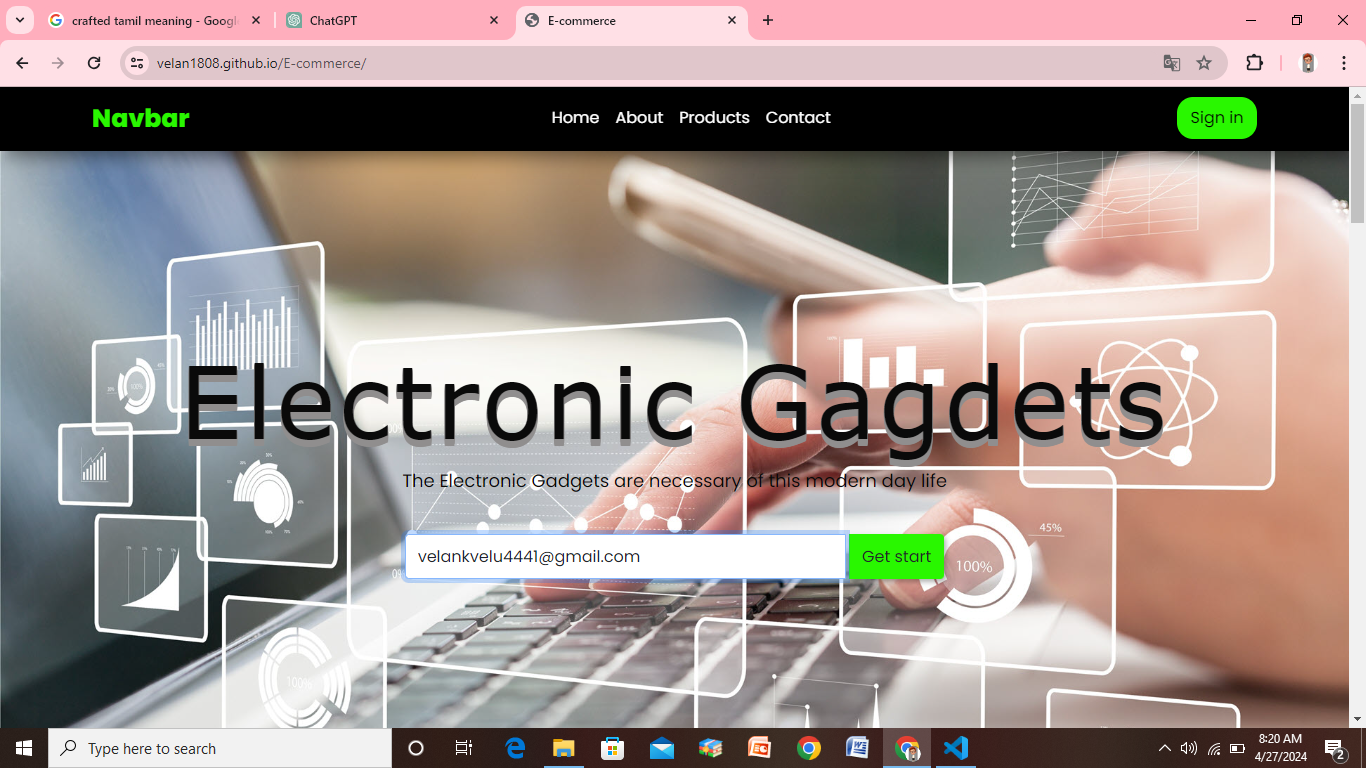 crafted tamil meaning - Google
ChatGPT
E-commerce
velan1808.github.io/E-commerce/
Navbar
Home About Products Contact
Sign in
Electronic Gagdets
The Electronic Gadgets are necessary of this modern day life
velankvelu4441@gmail.com
Get start
45%
100%
100%
100%
Type here to search
8:20 AM
4/27/2024
2